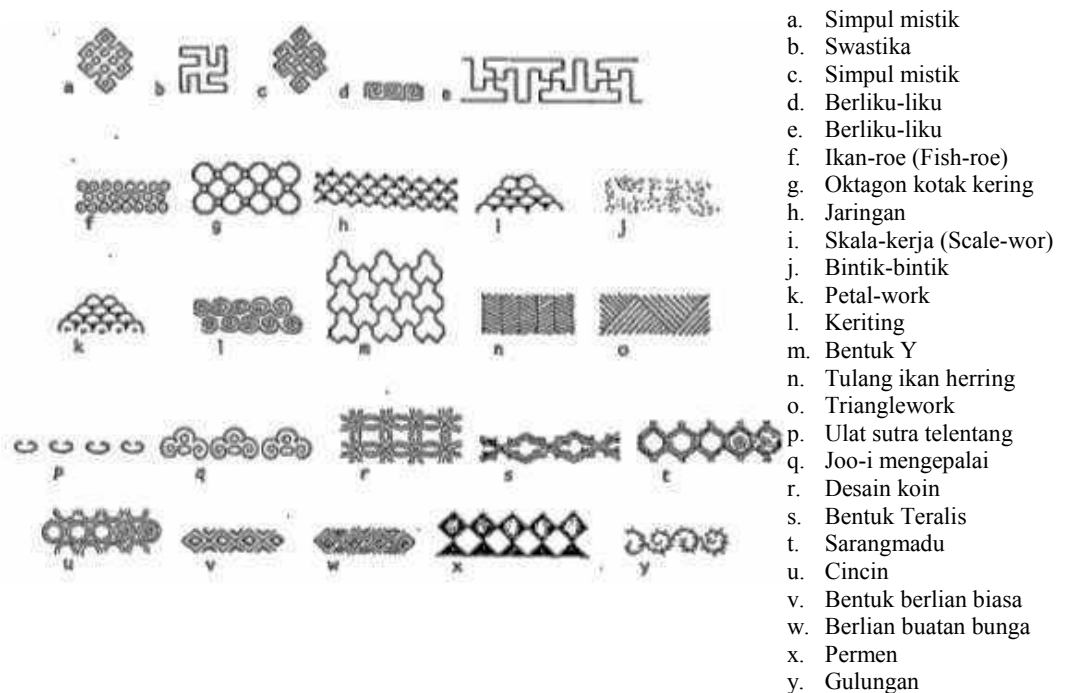 a b c d e
f g h i j
k l m n o
p q r s t
u v w x y
a. Simpul mistik
b. Swastika
c. Simpul mistik
d. Berliku-liku
e. Berliku-liku
f. Ikan-roe (Fish-roe)
g. Oktagon kotak kering
h. Jaringan
i. Skala-kerja (Scale-wor)
j. Bintik-bintik
k. Petal-work
l. Keriting
m. Bentuk Y
n. Tulang ikan herring
o. Trianglework
p. Ulat sutra telentang
q. Joo-i mengepalai
r. Desain koin
s. Bentuk Teralis
t. Sarangmadu
u. Cincin
v. Bentuk berlian biasa
w. Berlian buatan bunga
x. Permen
y. Gulungan